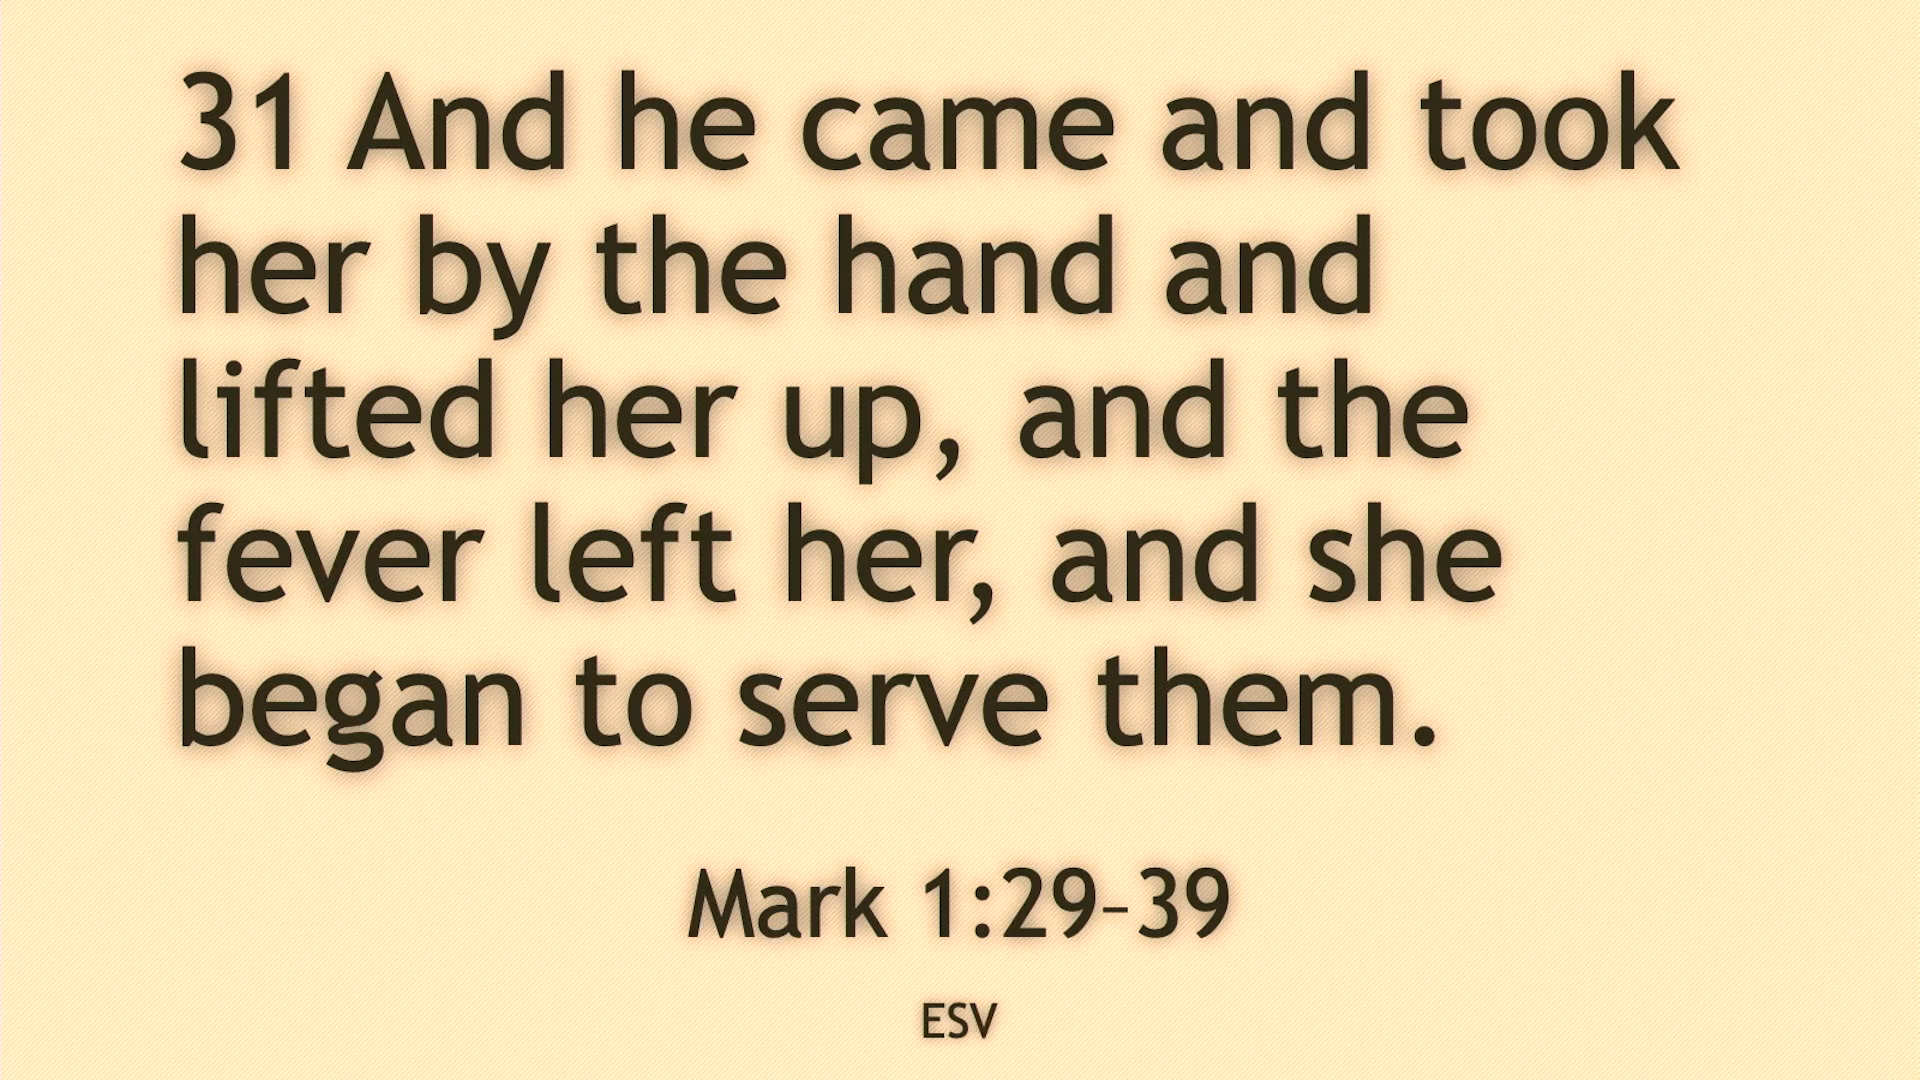 31 And he came and took
her by the hand and
lifted her up, and the
fever left her, and she
began to serve them.
Mark 1:29–39
ESV